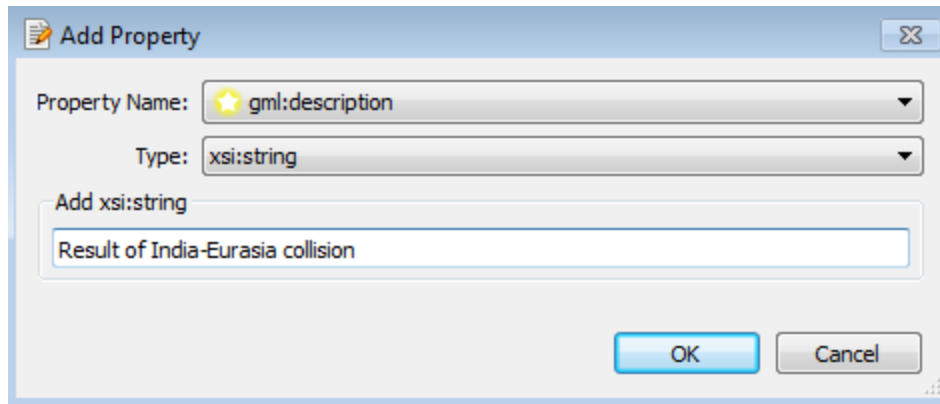 Add Property
Property Name: gml:description
Type: xsi:string
Add xsi:string
Result of India-Eurasia collision
OK Cancel